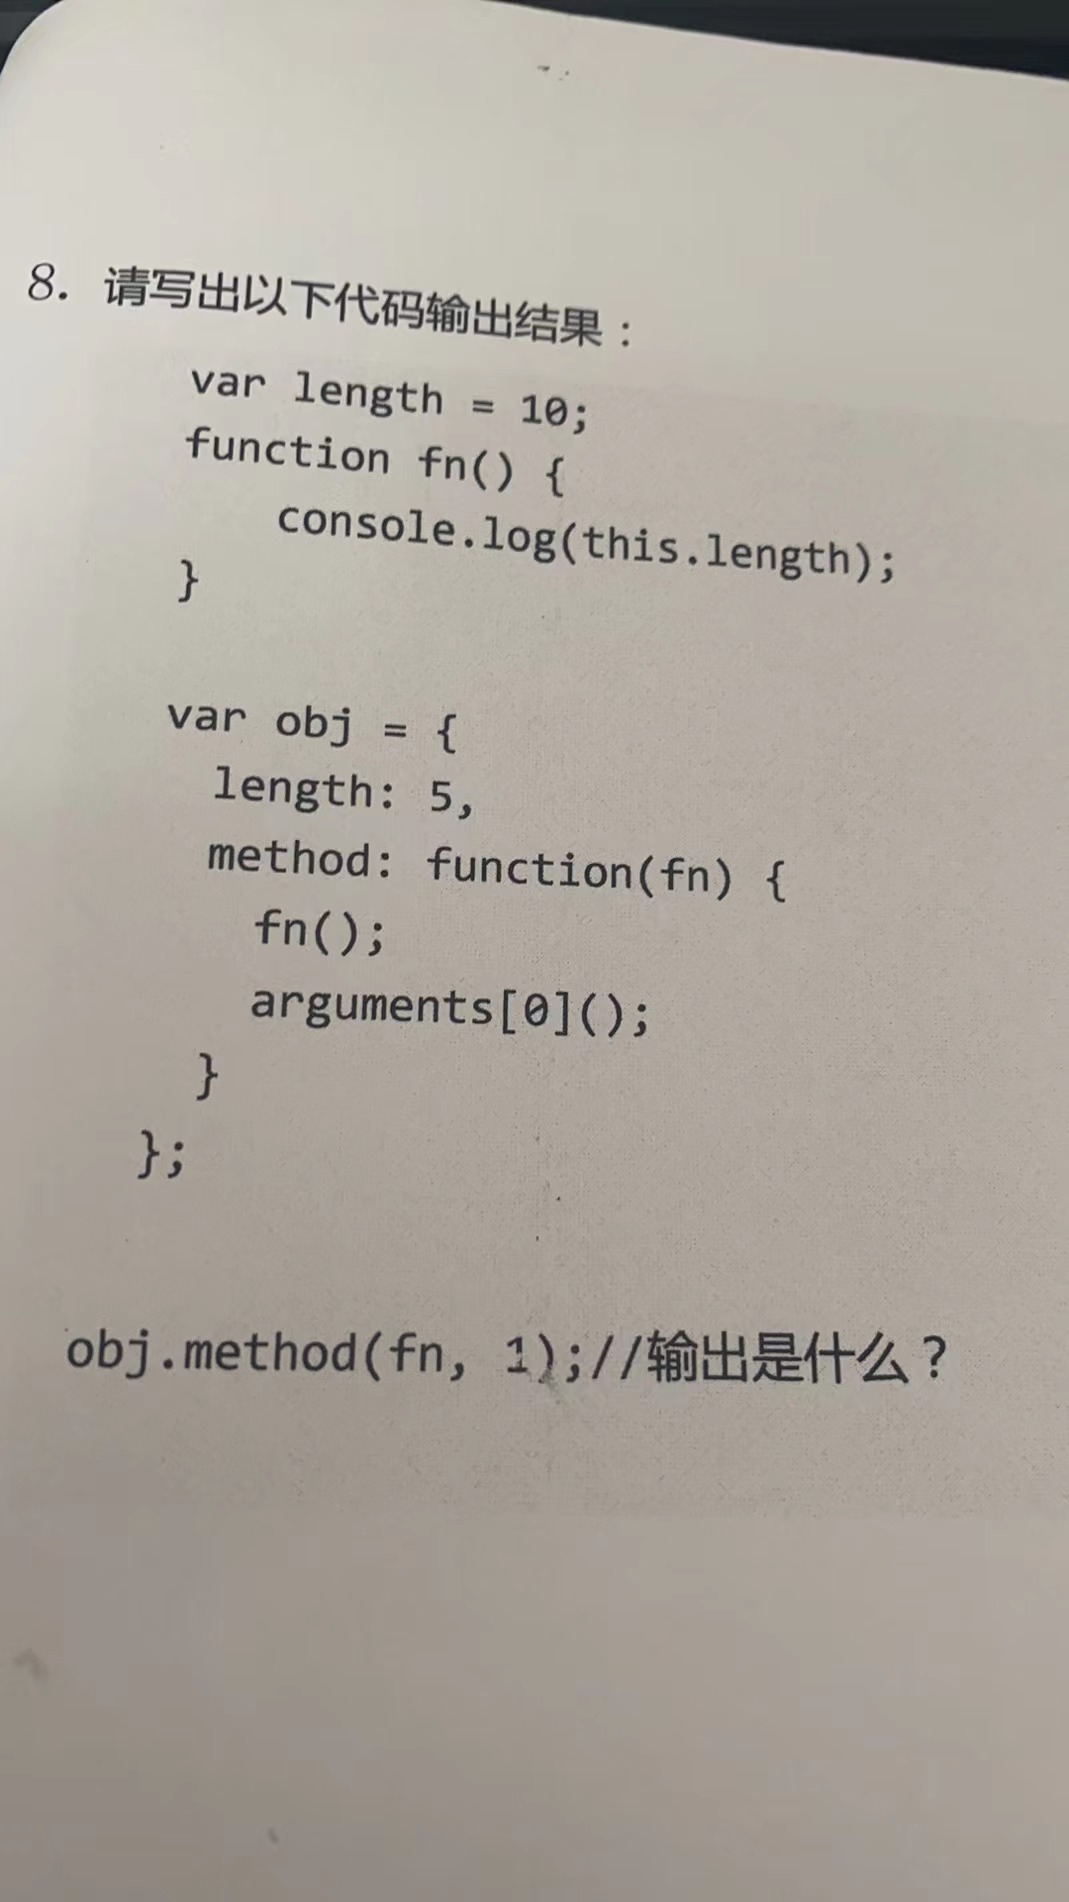 8. 请写出以下代码输出结果：
var length = 10;
function fn() {
console.log(this.length);
}
var obj = {
length: 5,
method: function(fn) {
fn();
arguments[0]();
}
};
obj.method(fn, 1);//输出是什么？